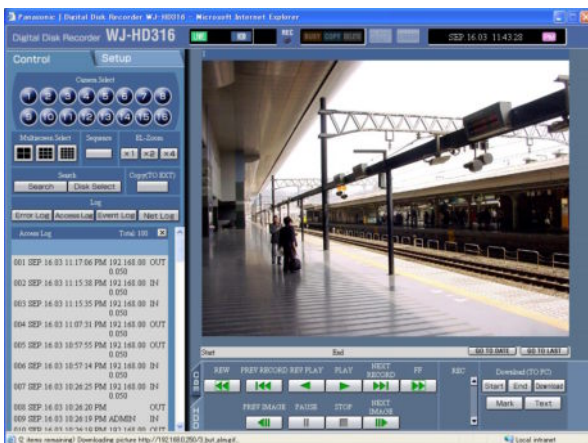 Panasonic | Digital Disk Recorder WJ-HD316 - Microsoft Internet Explorer
Digital Disk Recorder WJ-HD316
LIVE
HDD
REC
BUSY COPY
SEP 16.03 11:43:28
1
Control
Setup
Camera Select
1 2 3 4 5 6 7 8
9 10 11 12 13 14 15 16
Multiscreen Select
Sequence
EL-Zoom
×1 ×2 ×4
Search
Copy(TO EXT)
Search
Disk Select
Log
Error Log
Access Log
Event Log
Net Log
Access Log
Total: 100
001 SEP 16.03 11:17:06 PM 192.168.00 OUT
0.050
002 SEP 16.03 11:15:38 PM 192.168.00 IN
0.050
003 SEP 16.03 11:15:35 PM 192.168.00 IN
0.050
004 SEP 16.03 11:07:31 PM 192.168.00 OUT
0.050
005 SEP 16.03 10:57:55 PM 192.168.00 OUT
0.050
006 SEP 16.03 10:57:24 PM 192.168.00 IN
0.050
007 SEP 16.03 10:26:25 PM 192.168.00 IN
0.050
008 SEP 16.03 10:26:20 PM OUT
009 SEP 16.03 10:26:19 PM ADMIN IN
Start
End
GO TO DATE
GO TO LAST
REW
PREV RECORD
REV PLAY
PLAY
NEXT RECORD
FF
PREV IMAGE
PAUSE
STOP
NEXT IMAGE
REC
Download(TO PC)
Start
End
Download
Mark
Text
Local intranet